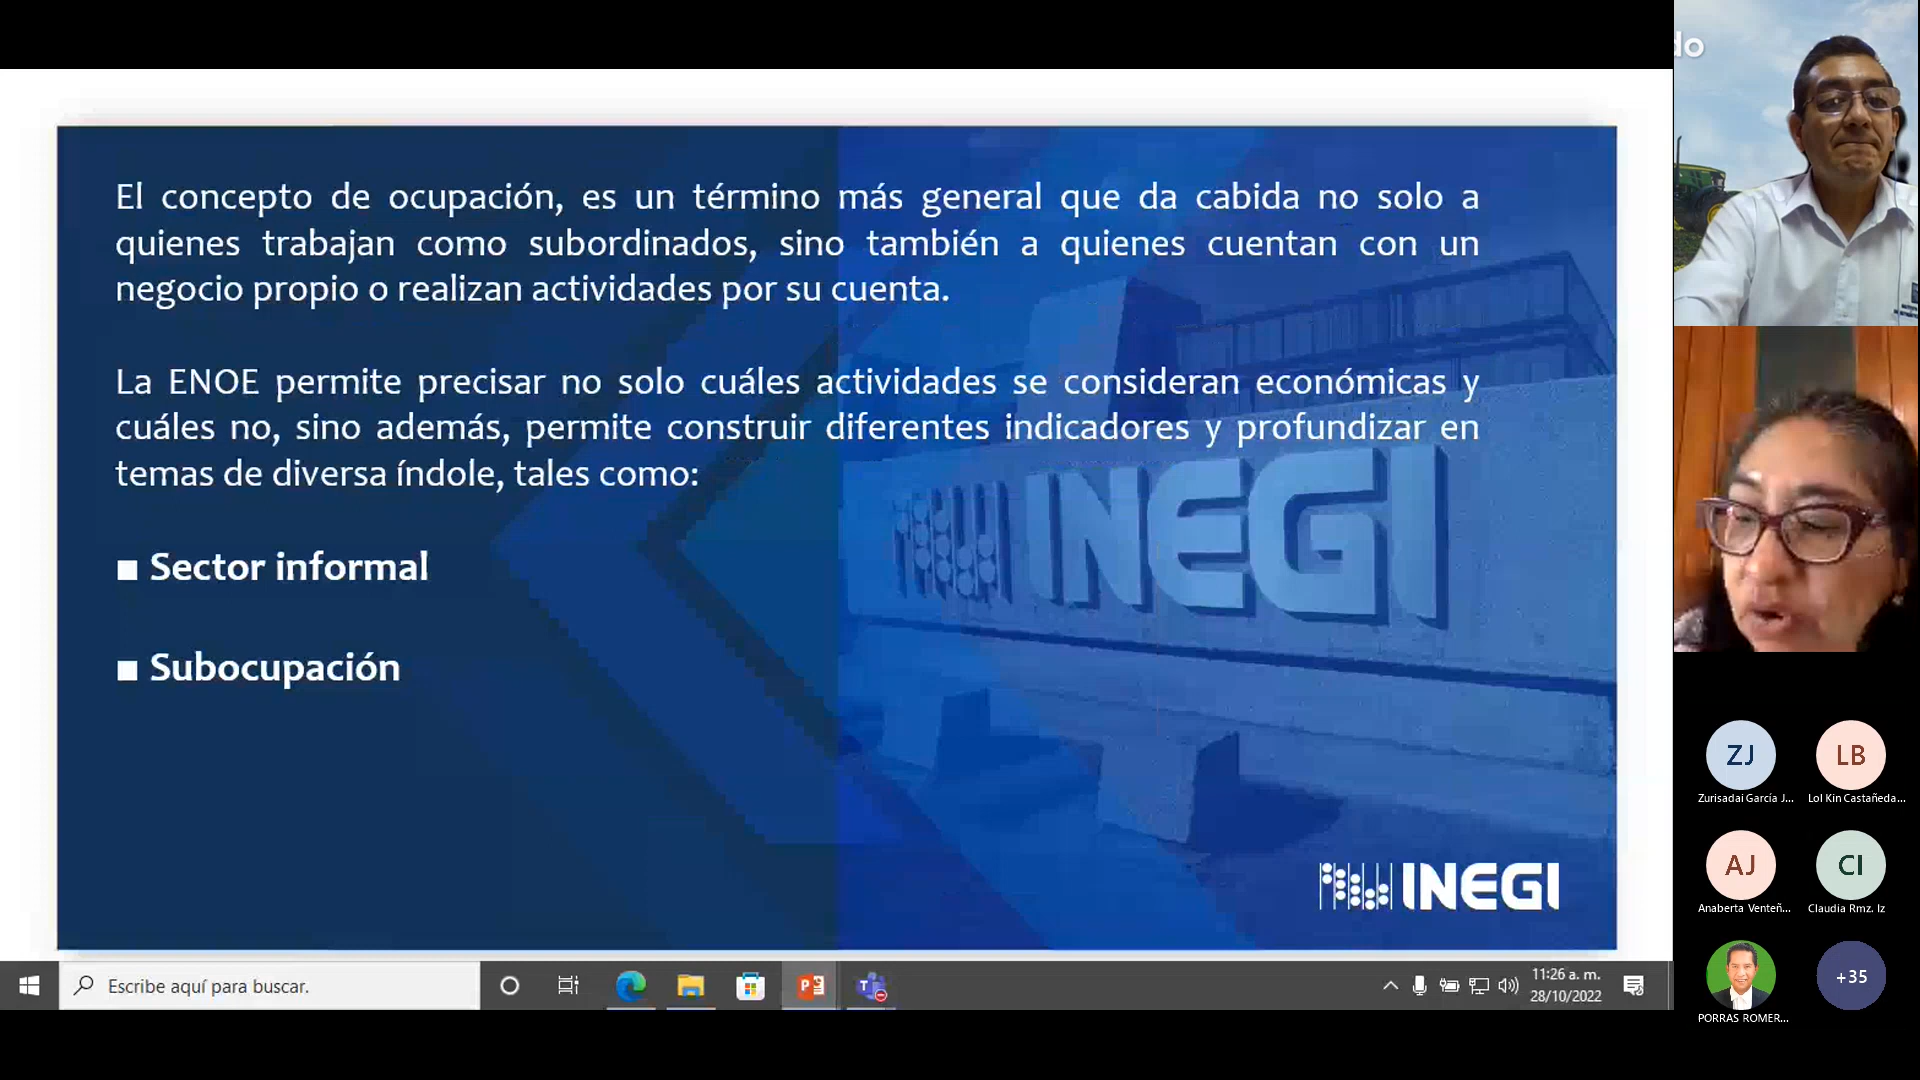 El concepto de ocupación, es un término más general que da cabida no solo a
quienes trabajan como subordinados, sino también a quienes cuentan con un
negocio propio o realizan actividades por su cuenta.
La ENOE permite precisar no solo cuáles actividades se consideran económicas y
cuáles no, sino además, permite construir diferentes indicadores y profundizar en
temas de diversa índole, tales como:
■ Sector informal
■ Subocupación
INEGI
INEGI
Escribe aquí para buscar.
11:26 a. m.
28/10/2022
do
ZJ
LB
Zurisadai García J...
Lol Kin Castañeda...
AJ
CI
Anaberta Venteñ...
Claudia Rmz. Iz
+35
PORRAS ROMER...